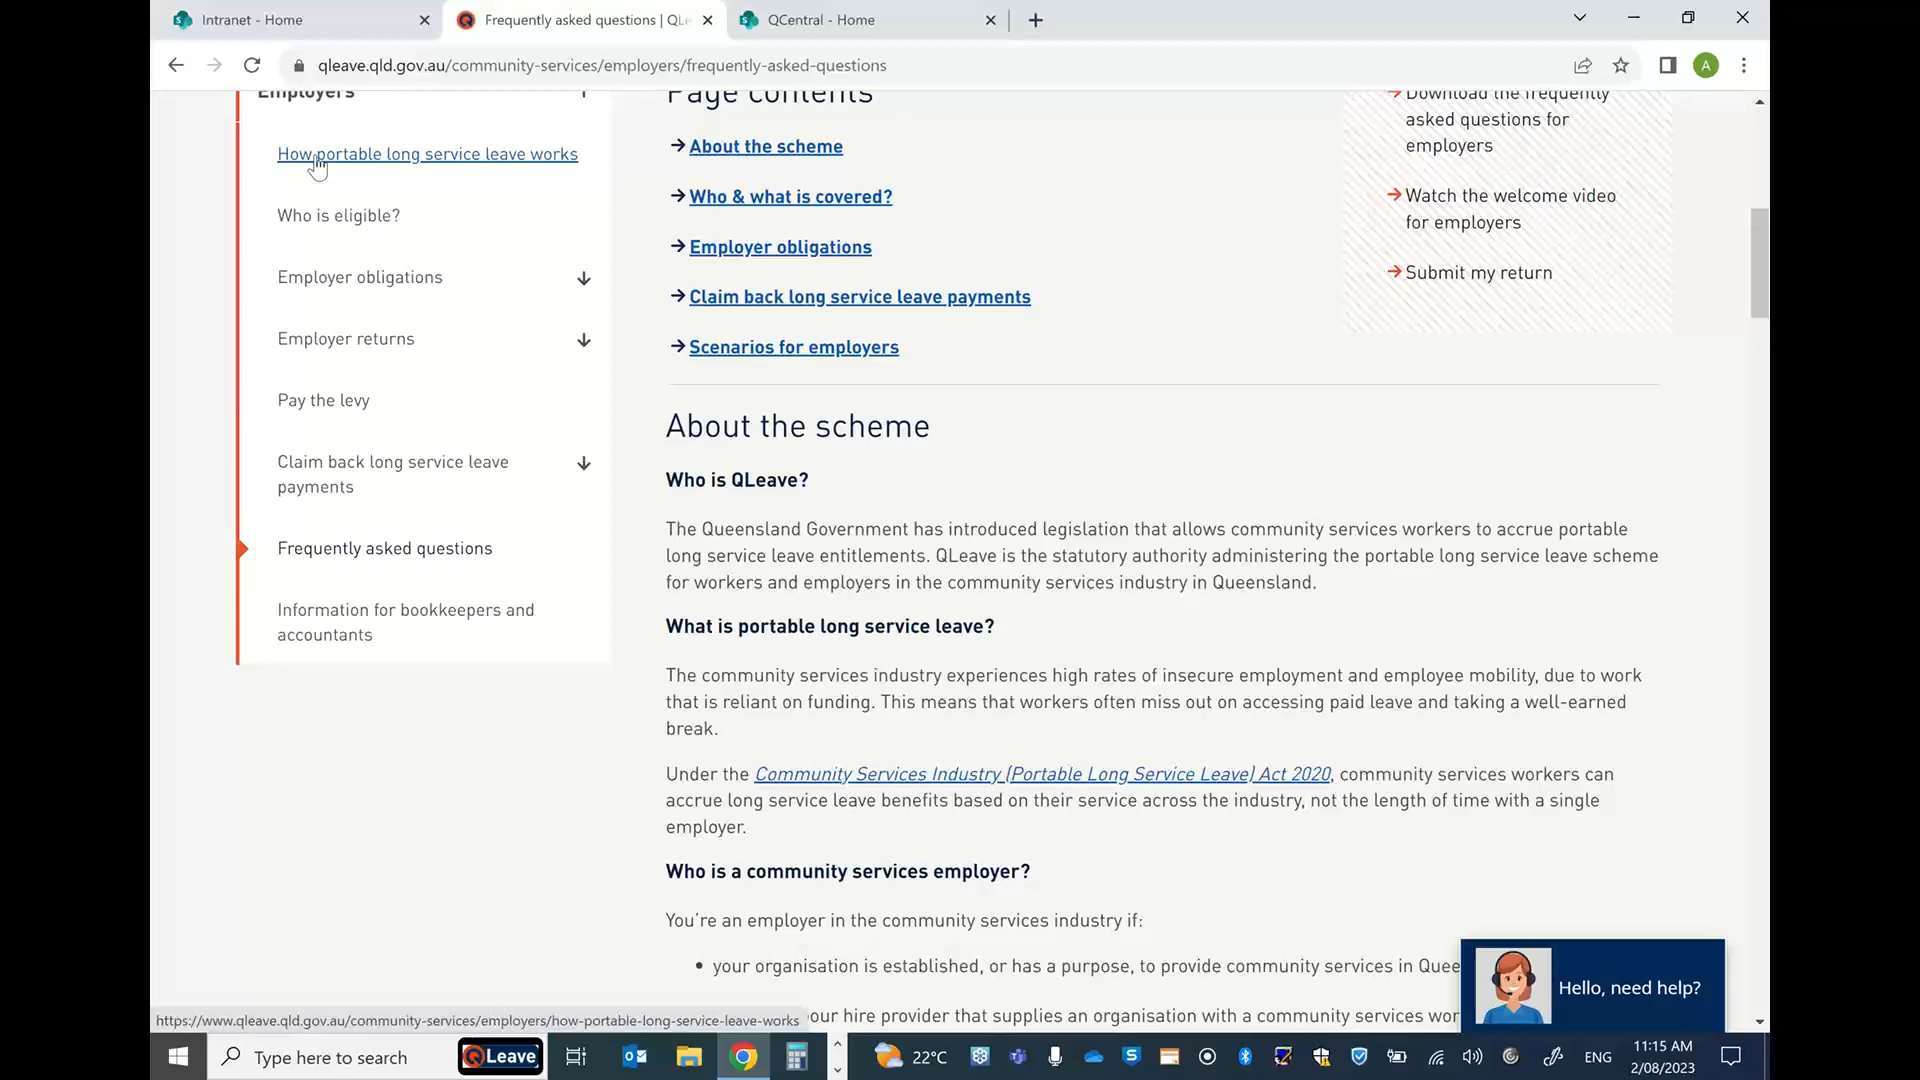 Intranet - Home
Frequently asked questions | QLe
QCentral - Home
qleave.qld.gov.au/community-services/employers/frequently-asked-questions
A
Employers
How portable long service leave works
Who is eligible?
Employer obligations
Employer returns
Pay the levy
Claim back long service leave
payments
Frequently asked questions
Information for bookkeepers and
accountants
Page contents
About the scheme
Who & what is covered?
Employer obligations
Claim back long service leave payments
Scenarios for employers
Download the frequently
asked questions for
employers
Watch the welcome video
for employers
Submit my return
About the scheme
Who is QLeave?
The Queensland Government has introduced legislation that allows community services workers to accrue portable
long service leave entitlements. QLeave is the statutory authority administering the portable long service leave scheme
for workers and employers in the community services industry in Queensland.
What is portable long service leave?
The community services industry experiences high rates of insecure employment and employee mobility, due to work
that is reliant on funding. This means that workers often miss out on accessing paid leave and taking a well-earned
break.
Under the Community Services Industry (Portable Long Service Leave) Act 2020, community services workers can
accrue long service leave benefits based on their service across the industry, not the length of time with a single
employer.
Who is a community services employer?
You're an employer in the community services industry if:
• your organisation is established, or has a purpose, to provide community services in Quee
our hire provider that supplies an organisation with a community services wor
Hello, need help?
https://www.qleave.qld.gov.au/community-services/employers/how-portable-long-service-leave-works
Type here to search
QLeave
22°C
ENG
11:15 AM
2/08/2023